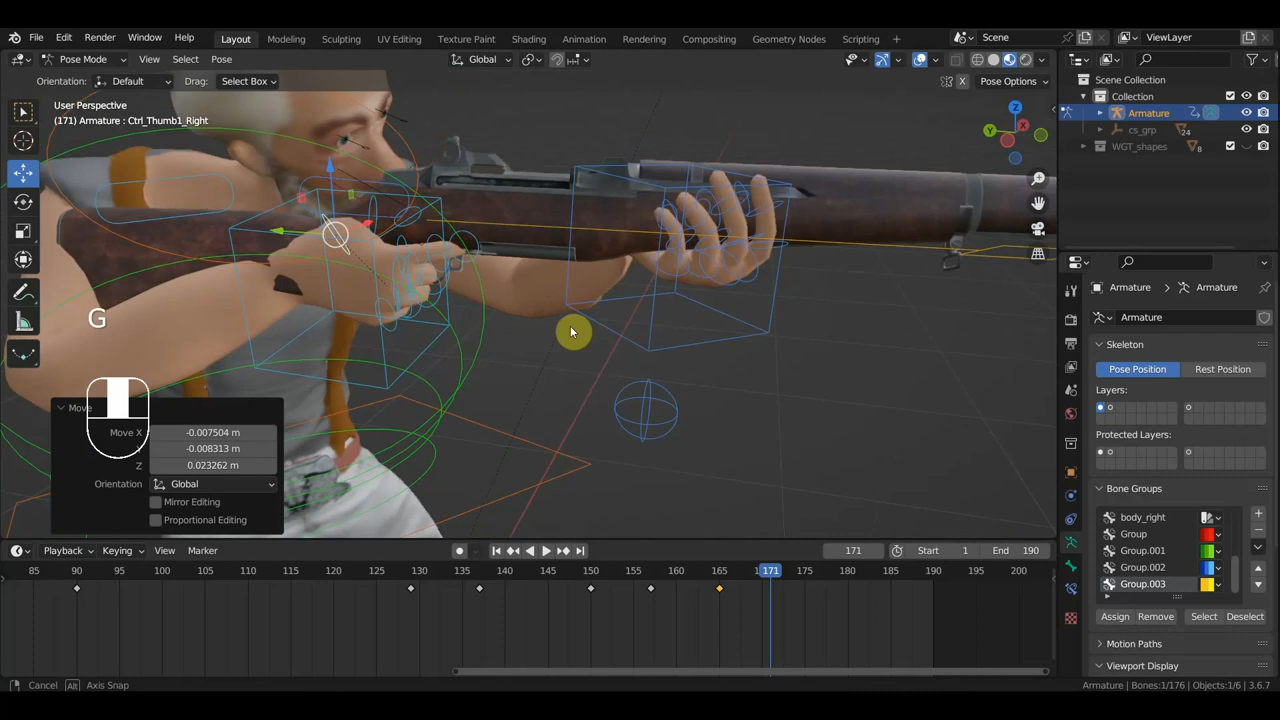 File Edit Render Window Help Layout Modeling Sculpting UV Editing Texture Paint Shading Animation Rendering Compositing Geometry Nodes Scripting + Scene ViewLayer
Pose Mode View Select Pose Global
Orientation: Default Drag: Select Box X Pose Options
User Perspective
(171) Armature : Ctrl_Thumb1_Right
Scene Collection
Collection
Armature
cs_grp 24
WGT_shapes 8
Z
X
Y
G
Move
Move X -0.007504 m
-0.008313 m
Z 0.023262 m
Orientation Global
Mirror Editing
Proportional Editing
Armature > Armature
Armature
Skeleton
Pose Position Rest Position
Layers:
Protected Layers:
Bone Groups
body_right
Group
Group.001
Group.002
Group.003
Assign Remove Select Deselect
Motion Paths
Viewport Display
Playback Keying View Marker 171 Start 1 End 190
85 90 95 100 105 110 115 120 125 130 135 140 145 150 155 160 165 171 175 180 185 190 195 200
Cancel Alt Axis Snap Armature | Bones:1/176 | Objects:1/6 | 3.6.7